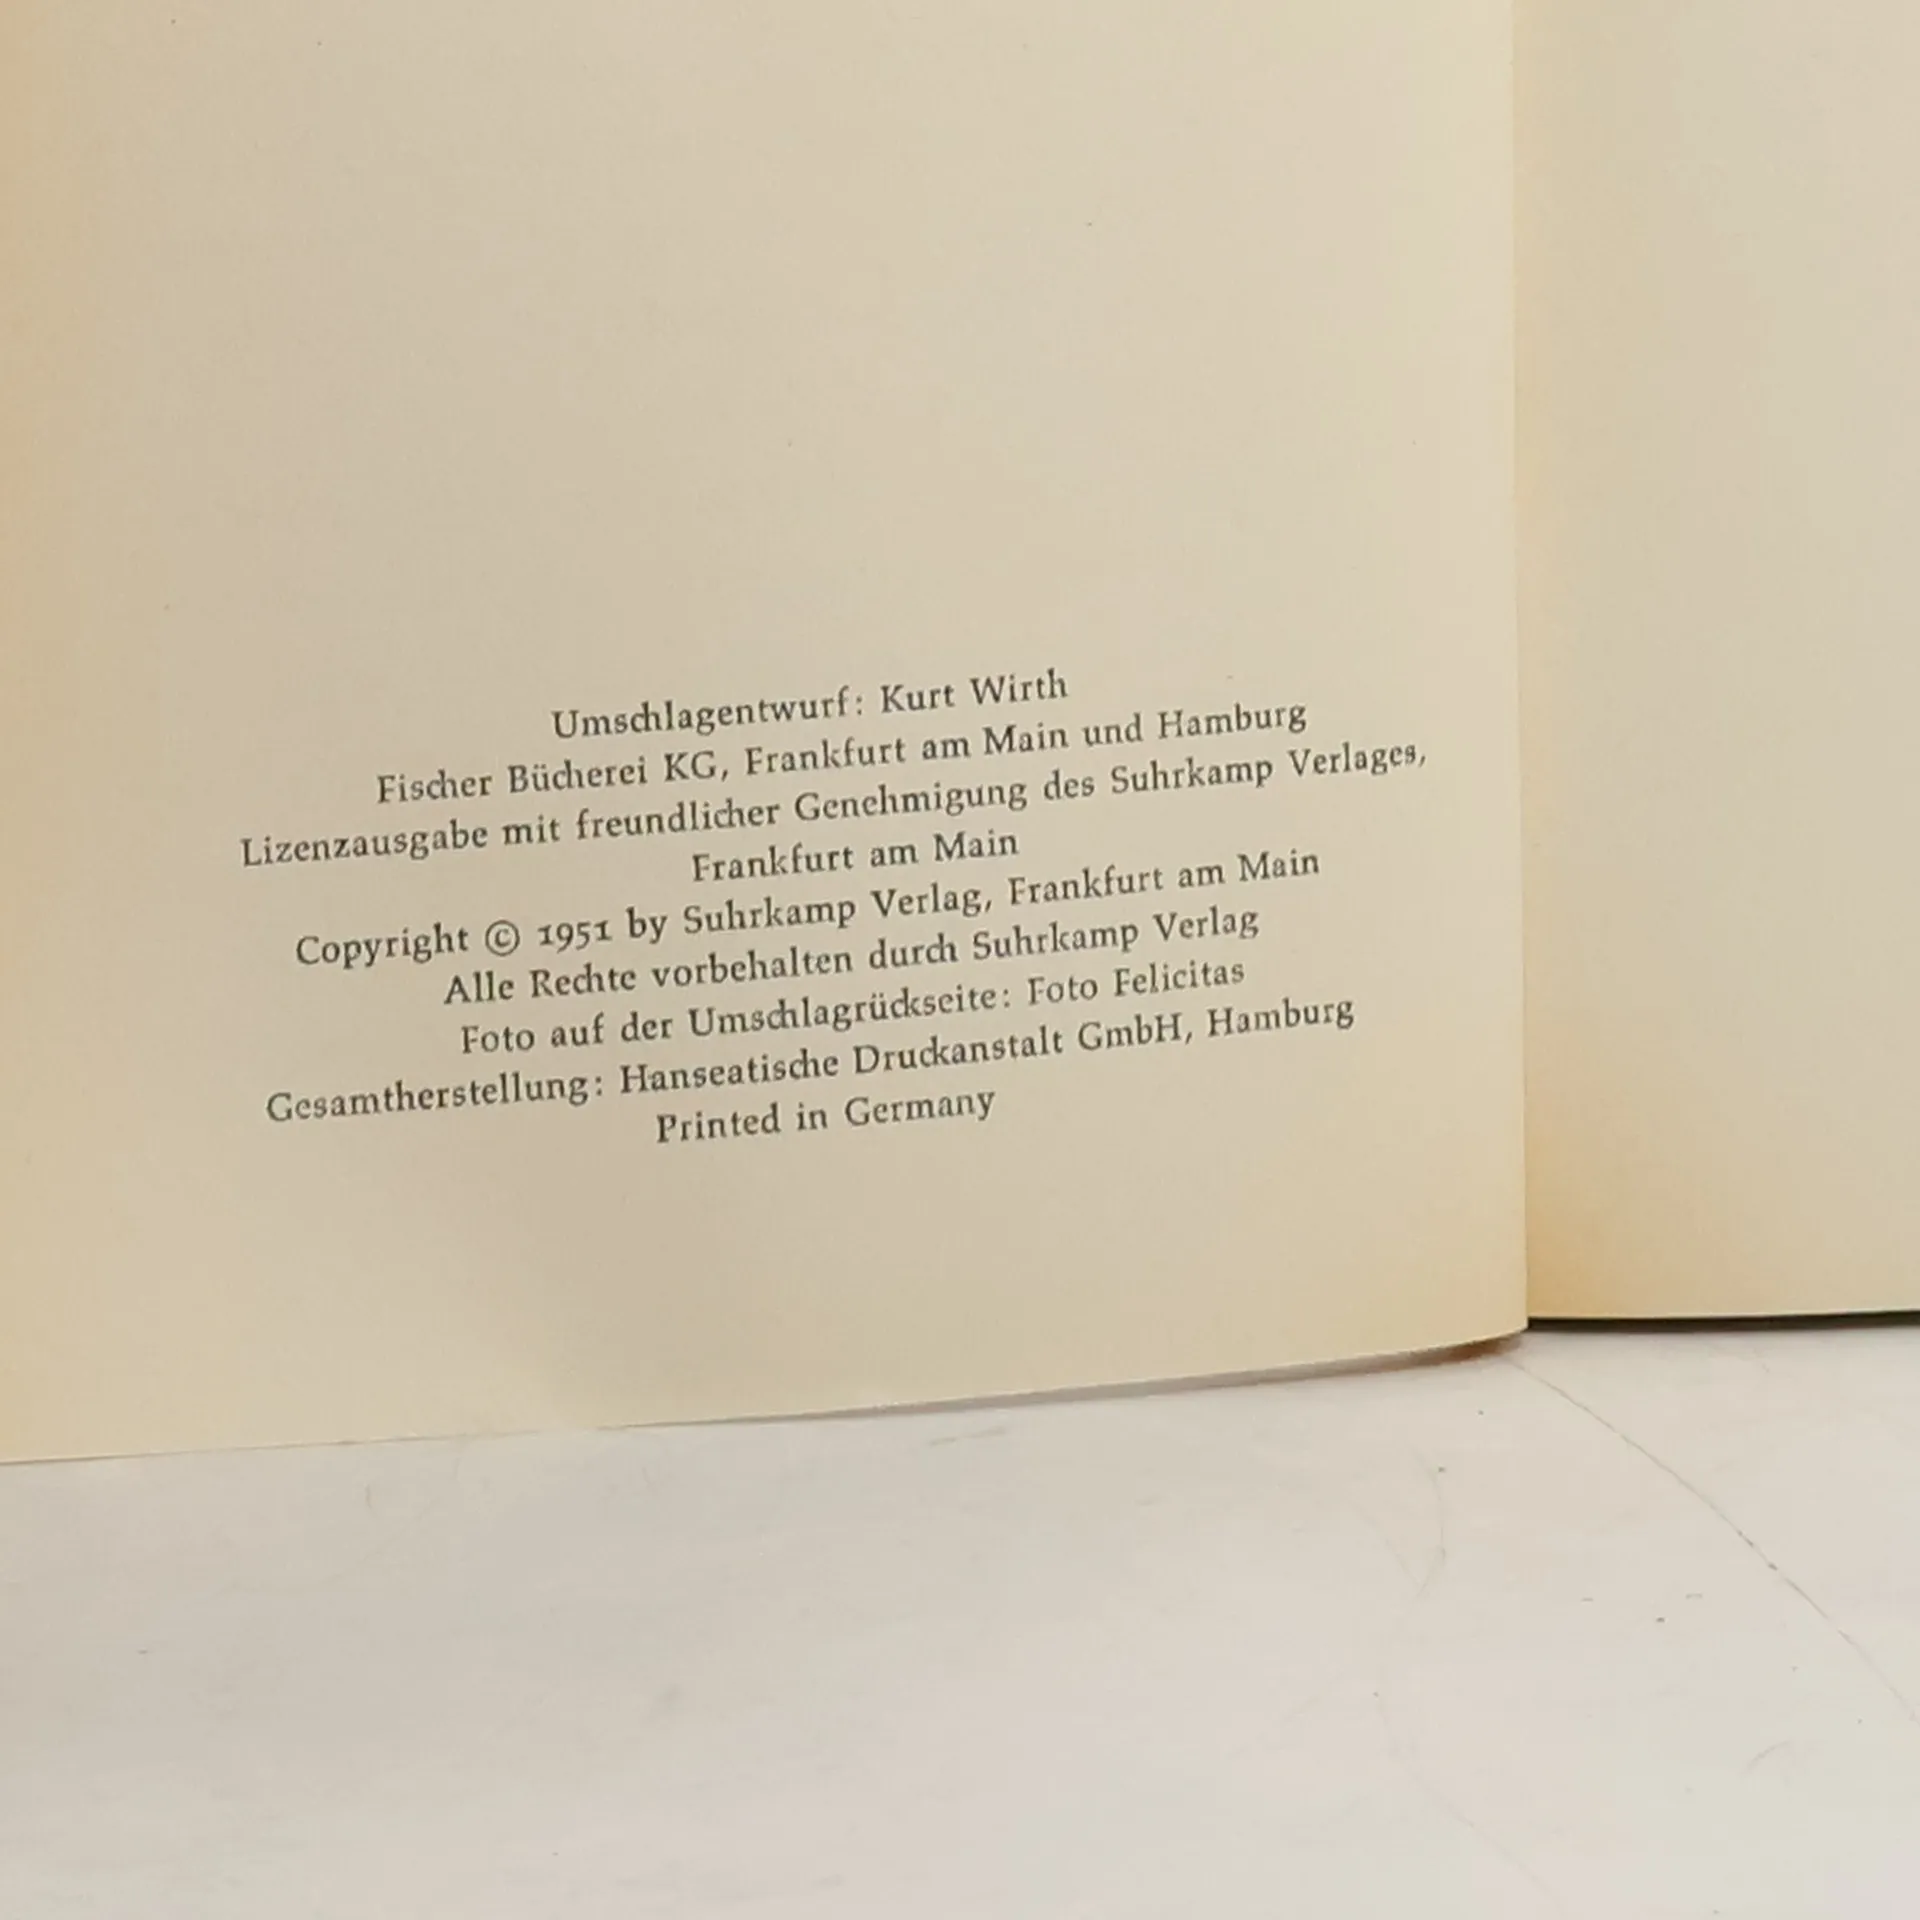 Umschlagentwurf: Kurt Wirth
Fischer Bücherei KG, Frankfurt am Main und Hamburg
Lizenzausgabe mit freundlicher Genehmigung des Suhrkamp Verlages,
Frankfurt am Main
Copyright © 1951 by Suhrkamp Verlag, Frankfurt am Main
Alle Rechte vorbehalten durch Suhrkamp Verlag
Foto auf der Umschlagrückseite: Foto Felicitas
Gesamtherstellung: Hanseatische Druckanstalt GmbH, Hamburg
Printed in Germany